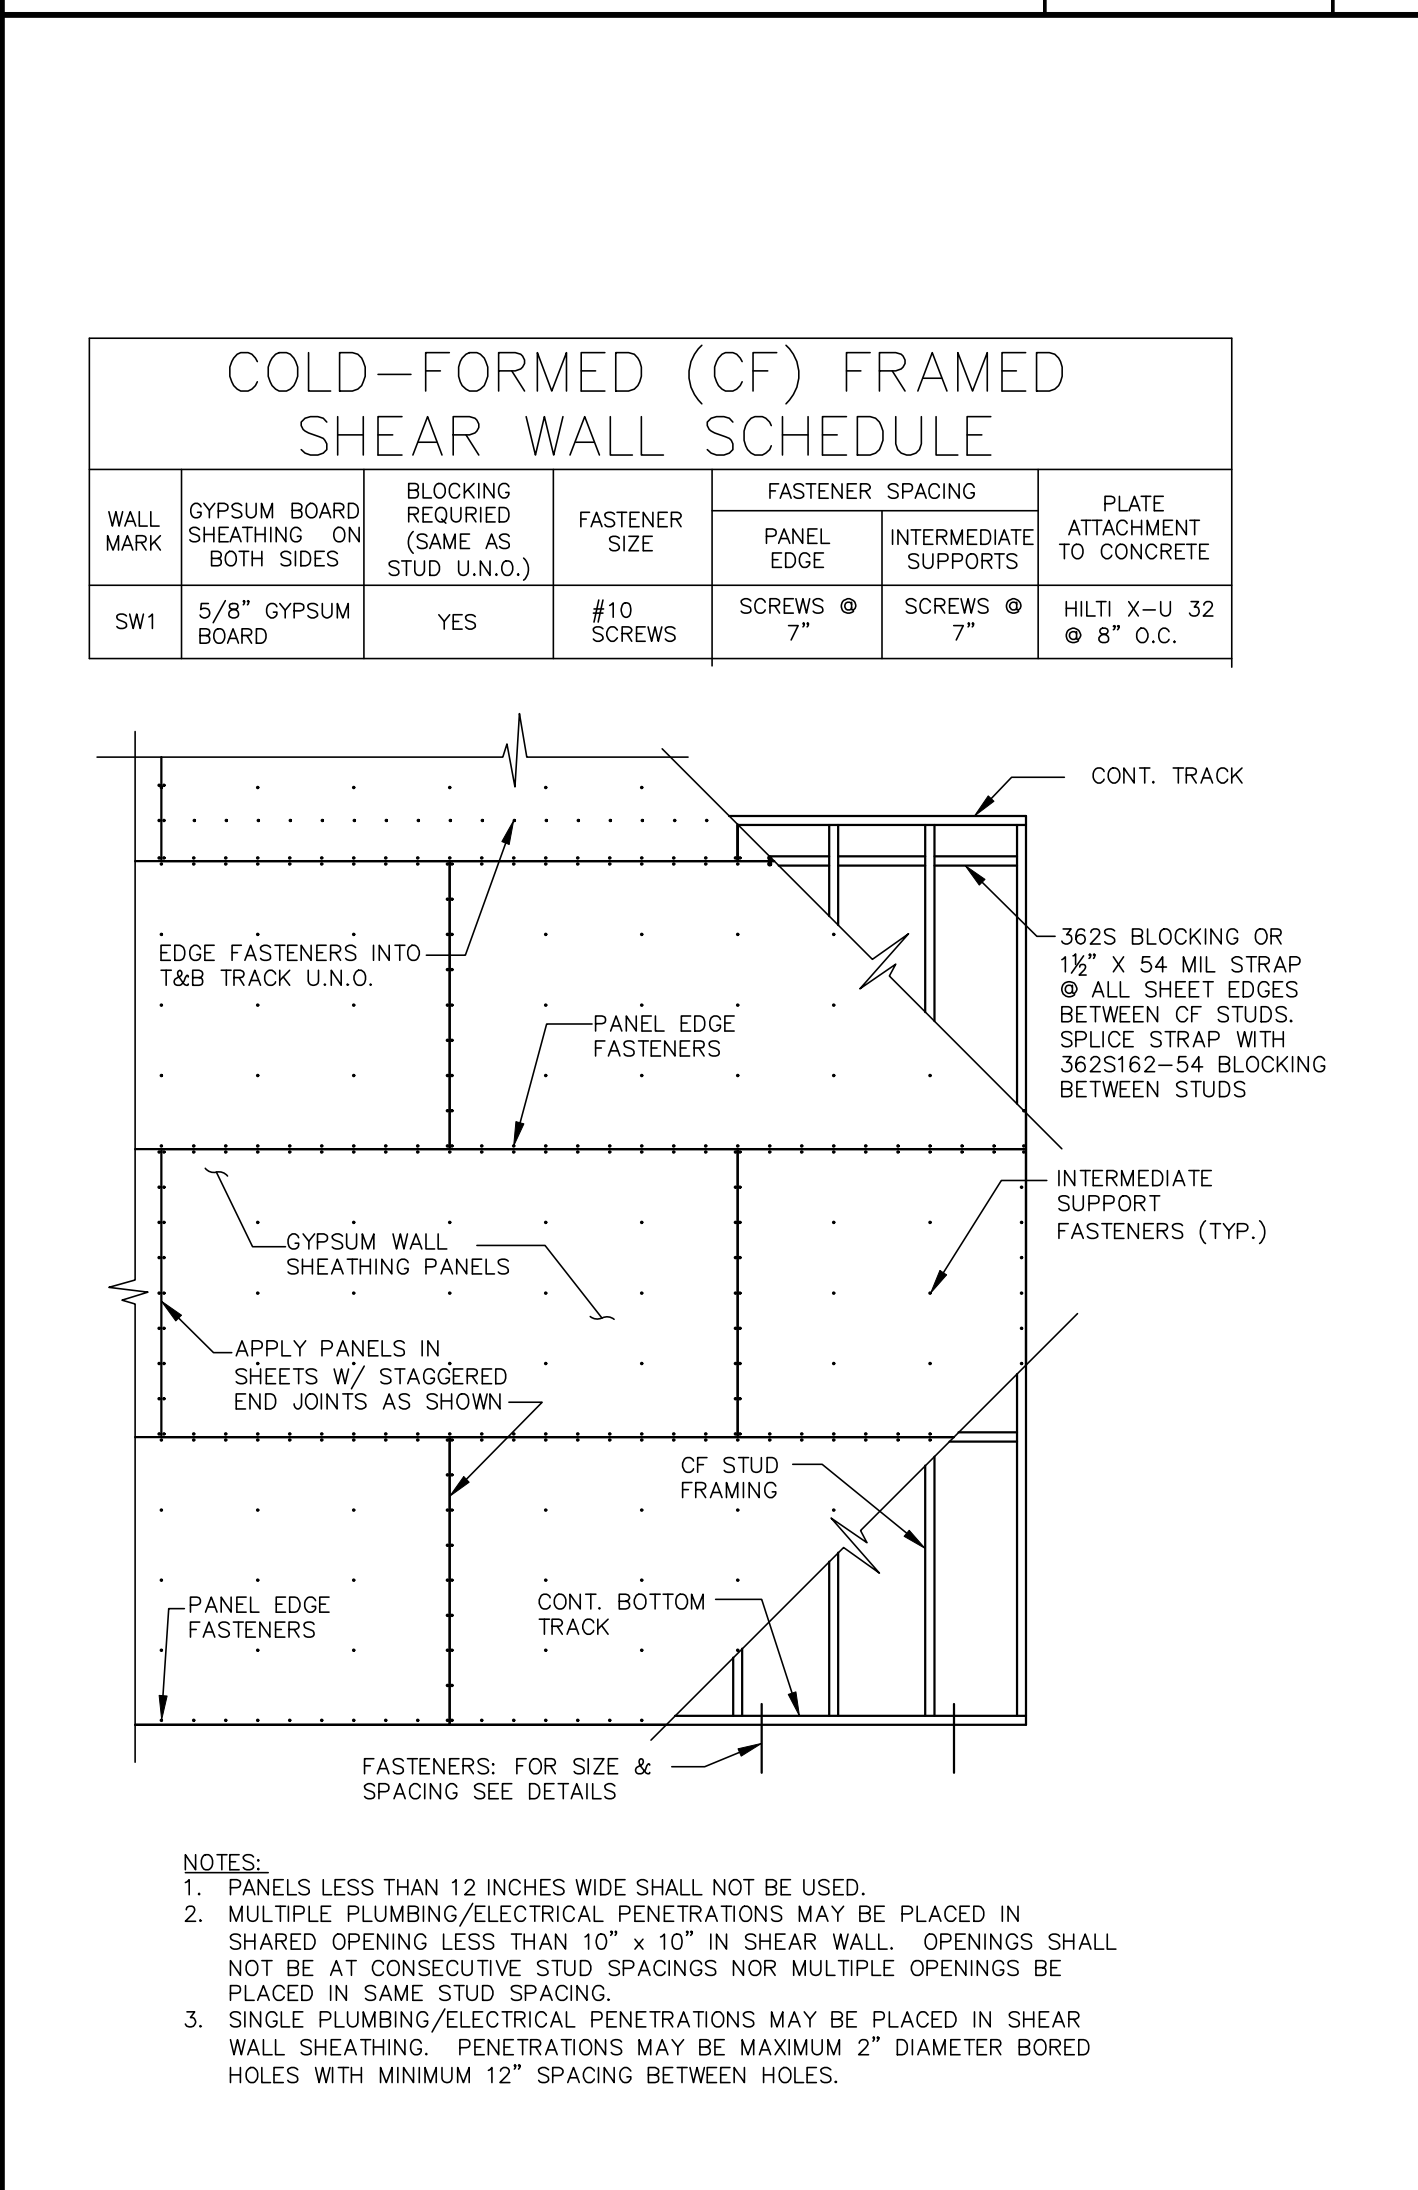 COLD-FORMED (CF) FRAMED
SHEAR WALL SCHEDULE
WALL
MARK
GYPSUM BOARD
SHEATHING ON
BOTH SIDES
BLOCKING
REQURIED
(SAME AS
STUD U.N.O.)
FASTENER
SIZE
FASTENER SPACING
PANEL
EDGE
INTERMEDIATE
SUPPORTS
PLATE
ATTACHMENT
TO CONCRETE
SW1
5/8" GYPSUM
BOARD
YES
#10
SCREWS
SCREWS @
7"
SCREWS @
7"
HILTI X-U 32
@ 8" O.C.
CONT. TRACK
362S BLOCKING OR
1½" X 54 MIL STRAP
@ ALL SHEET EDGES
BETWEEN CF STUDS.
SPLICE STRAP WITH
362S162-54 BLOCKING
BETWEEN STUDS
EDGE FASTENERS INTO
T&B TRACK U.N.O.
PANEL EDGE
FASTENERS
INTERMEDIATE
SUPPORT
FASTENERS (TYP.)
GYPSUM WALL
SHEATHING PANELS
APPLY PANELS IN
SHEETS W/ STAGGERED
END JOINTS AS SHOWN
CF STUD
FRAMING
PANEL EDGE
FASTENERS
CONT. BOTTOM
TRACK
FASTENERS: FOR SIZE &
SPACING SEE DETAILS
NOTES:
1. PANELS LESS THAN 12 INCHES WIDE SHALL NOT BE USED.
2. MULTIPLE PLUMBING/ELECTRICAL PENETRATIONS MAY BE PLACED IN
SHARED OPENING LESS THAN 10" x 10" IN SHEAR WALL. OPENINGS SHALL
NOT BE AT CONSECUTIVE STUD SPACINGS NOR MULTIPLE OPENINGS BE
PLACED IN SAME STUD SPACING.
3. SINGLE PLUMBING/ELECTRICAL PENETRATIONS MAY BE PLACED IN SHEAR
WALL SHEATHING. PENETRATIONS MAY BE MAXIMUM 2" DIAMETER BORED
HOLES WITH MINIMUM 12" SPACING BETWEEN HOLES.